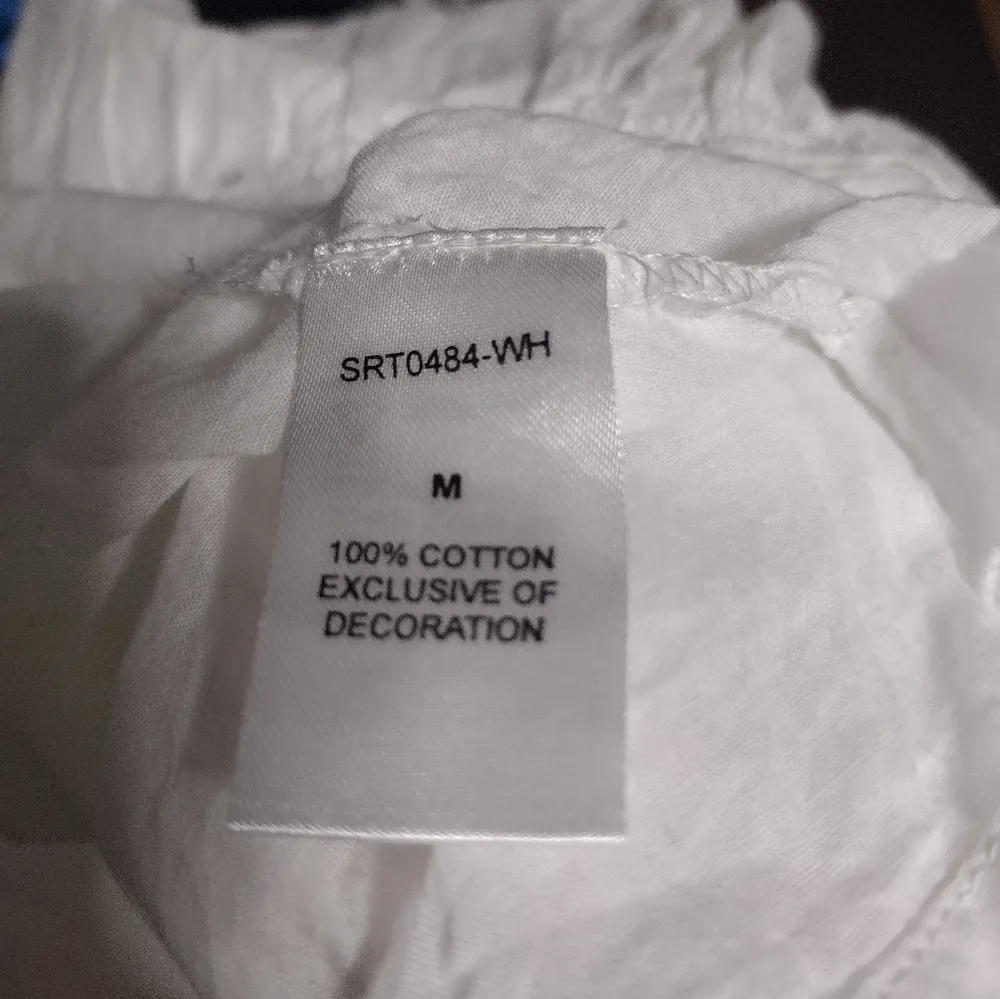 SRT0484-WH
M
100% COTTON
EXCLUSIVE OF
DECORATION